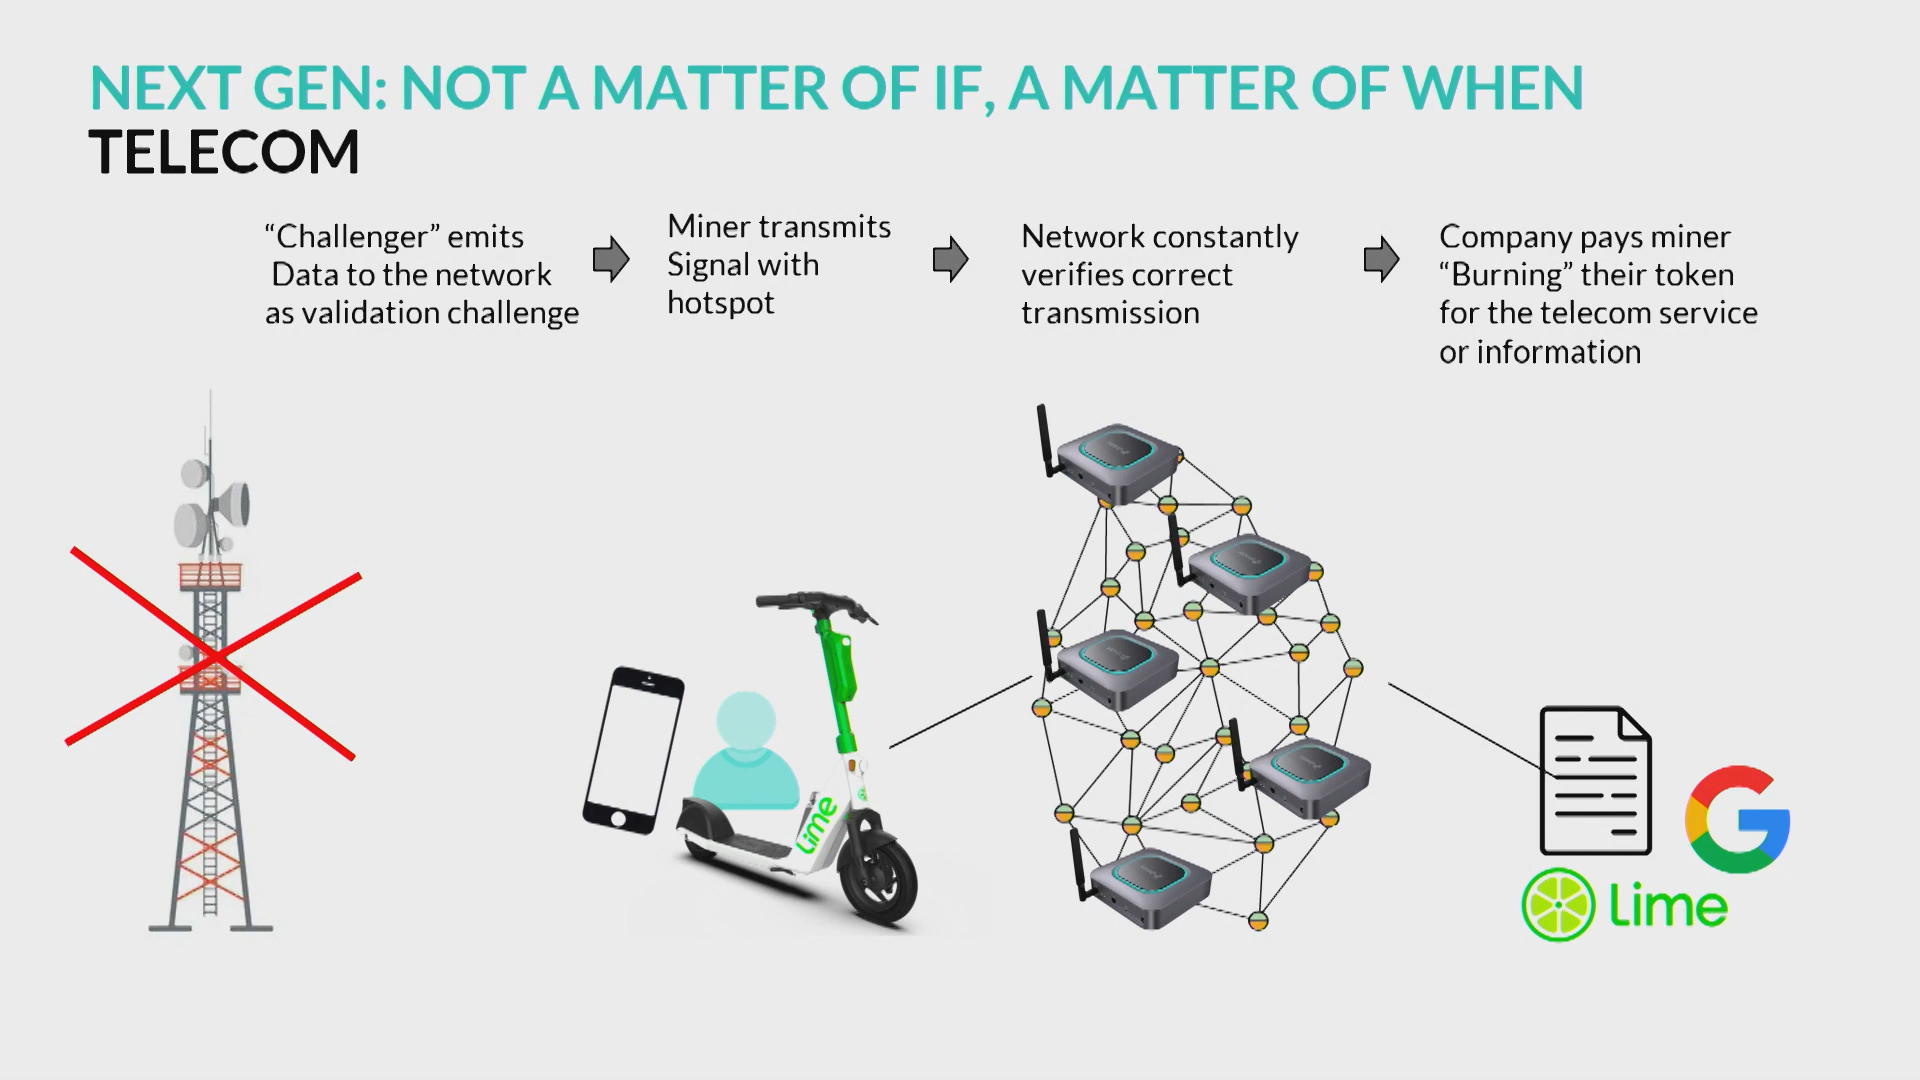 NEXT GEN: NOT A MATTER OF IF, A MATTER OF WHEN
TELECOM
“Challenger” emits
Data to the network
as validation challenge
Miner transmits
Signal with
hotspot
Network constantly
verifies correct
transmission
Company pays miner
“Burning” their token
for the telecom service
or information
Lime
Lime